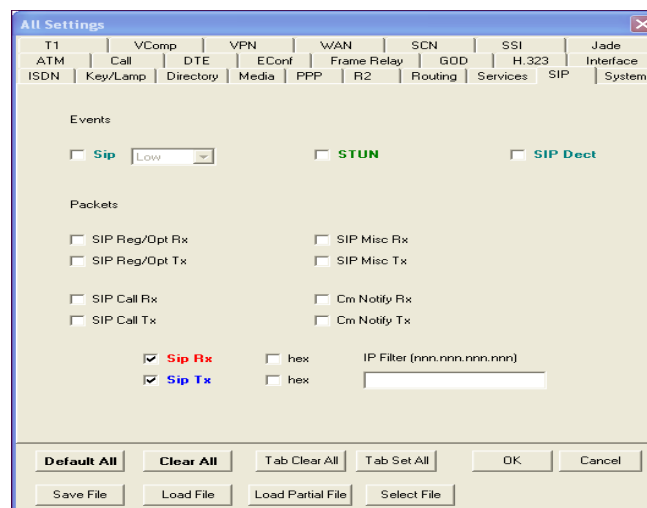 All Settings
T1 VComp VPN WAN SCN SSI Jade
ATM Call DTE EConf Frame Relay GOD H.323 Interface
ISDN Key/Lamp Directory Media PPP R2 Routing Services SIP System
Events
Sip Low STUN SIP Dect
Packets
SIP Reg/Opt Rx SIP Misc Rx
SIP Reg/Opt Tx SIP Misc Tx
SIP Call Rx Cm Notify Rx
SIP Call Tx Cm Notify Tx
Sip Rx hex IP Filter (nnn.nnn.nnn.nnn)
Sip Tx hex
Default All Clear All Tab Clear All Tab Set All OK Cancel
Save File Load File Load Partial File Select File